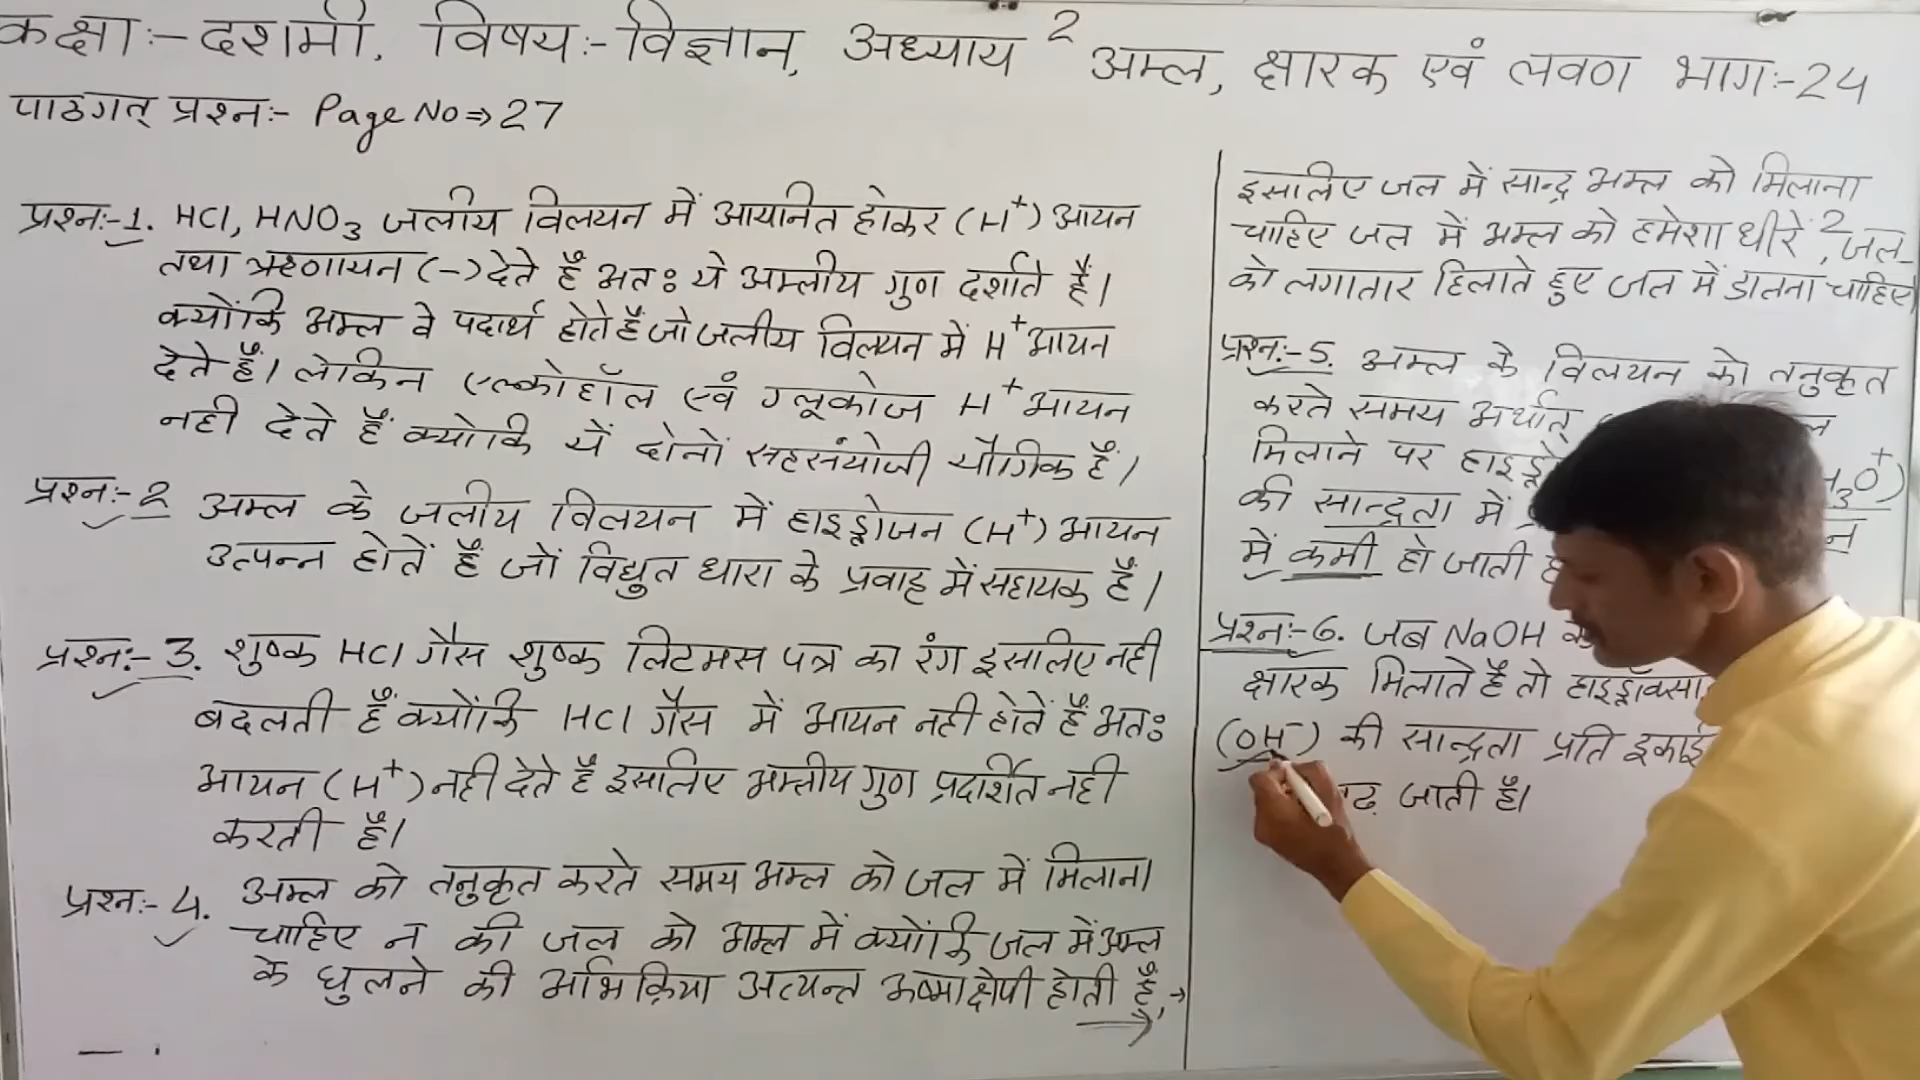 कक्षाः- दशमी, विषयः- विज्ञान, अध्याय 2 अम्ल, क्षारक एवं लवण भागः-24
पाठगत् प्रश्नः- Page No⇒27
प्रश्नः-1. HCl, HNO₃ जलीय विलयन में आयनित होकर (H⁺) आयन
तथा ऋणायन (-) देते हैं अतः ये अम्लीय गुण दर्शाते हैं।
क्योंकि अम्ल वे पदार्थ होते हैं जो जलीय विलयन में H⁺ आयन
देते हैं। लेकिन एल्कोहॉल एवं ग्लूकोज H⁺ आयन
नही देते हैं क्योकि यें दोनों सहसंयोजी यौगिक हैं।
प्रश्नः-2 अम्ल के जलीय विलयन में हाइड्रोजन (H⁺) आयन
उत्पन्न होतें हैं जों विद्युत धारा के प्रवाह में सहायक हैं।
प्रश्नः-3. शुष्क HCl गैस शुष्क लिटमस पत्र का रंग इसलिए नही
बदलती हैं क्योंकि HCl गैस में आयन नही होतें हैं अतः
आयन (H⁺) नही देते हैं इसलिए अम्लीय गुण प्रदर्शित नही
करती हैं।
प्रश्नः-4. अम्ल को तनुकृत करते समय अम्ल को जल में मिलाना
चाहिए न की जल को अम्ल में क्योंकि जल में अम्ल
के घुलने की अभिक्रिया अत्यन्त ऊष्माक्षेपी होती हैं,→
इसलिए जल में सान्द्र अम्ल को मिलाना
चाहिए जल में अम्ल को हमेशा धीरे 2, जल-
को लगातार हिलाते हुए जल में डालना चाहिए
प्रश्नः-5. अम्ल के विलयन को तनुकृत
करते समय अर्थात्
मिलाने पर H₃O⁺)
की सान्द्रता में
में कमी हो जाती
प्रश्नः-6. जब NaOH
क्षारक मिलाते हैं तो
(OH⁻) की सान्द्रता प्रति
जाती हैं।